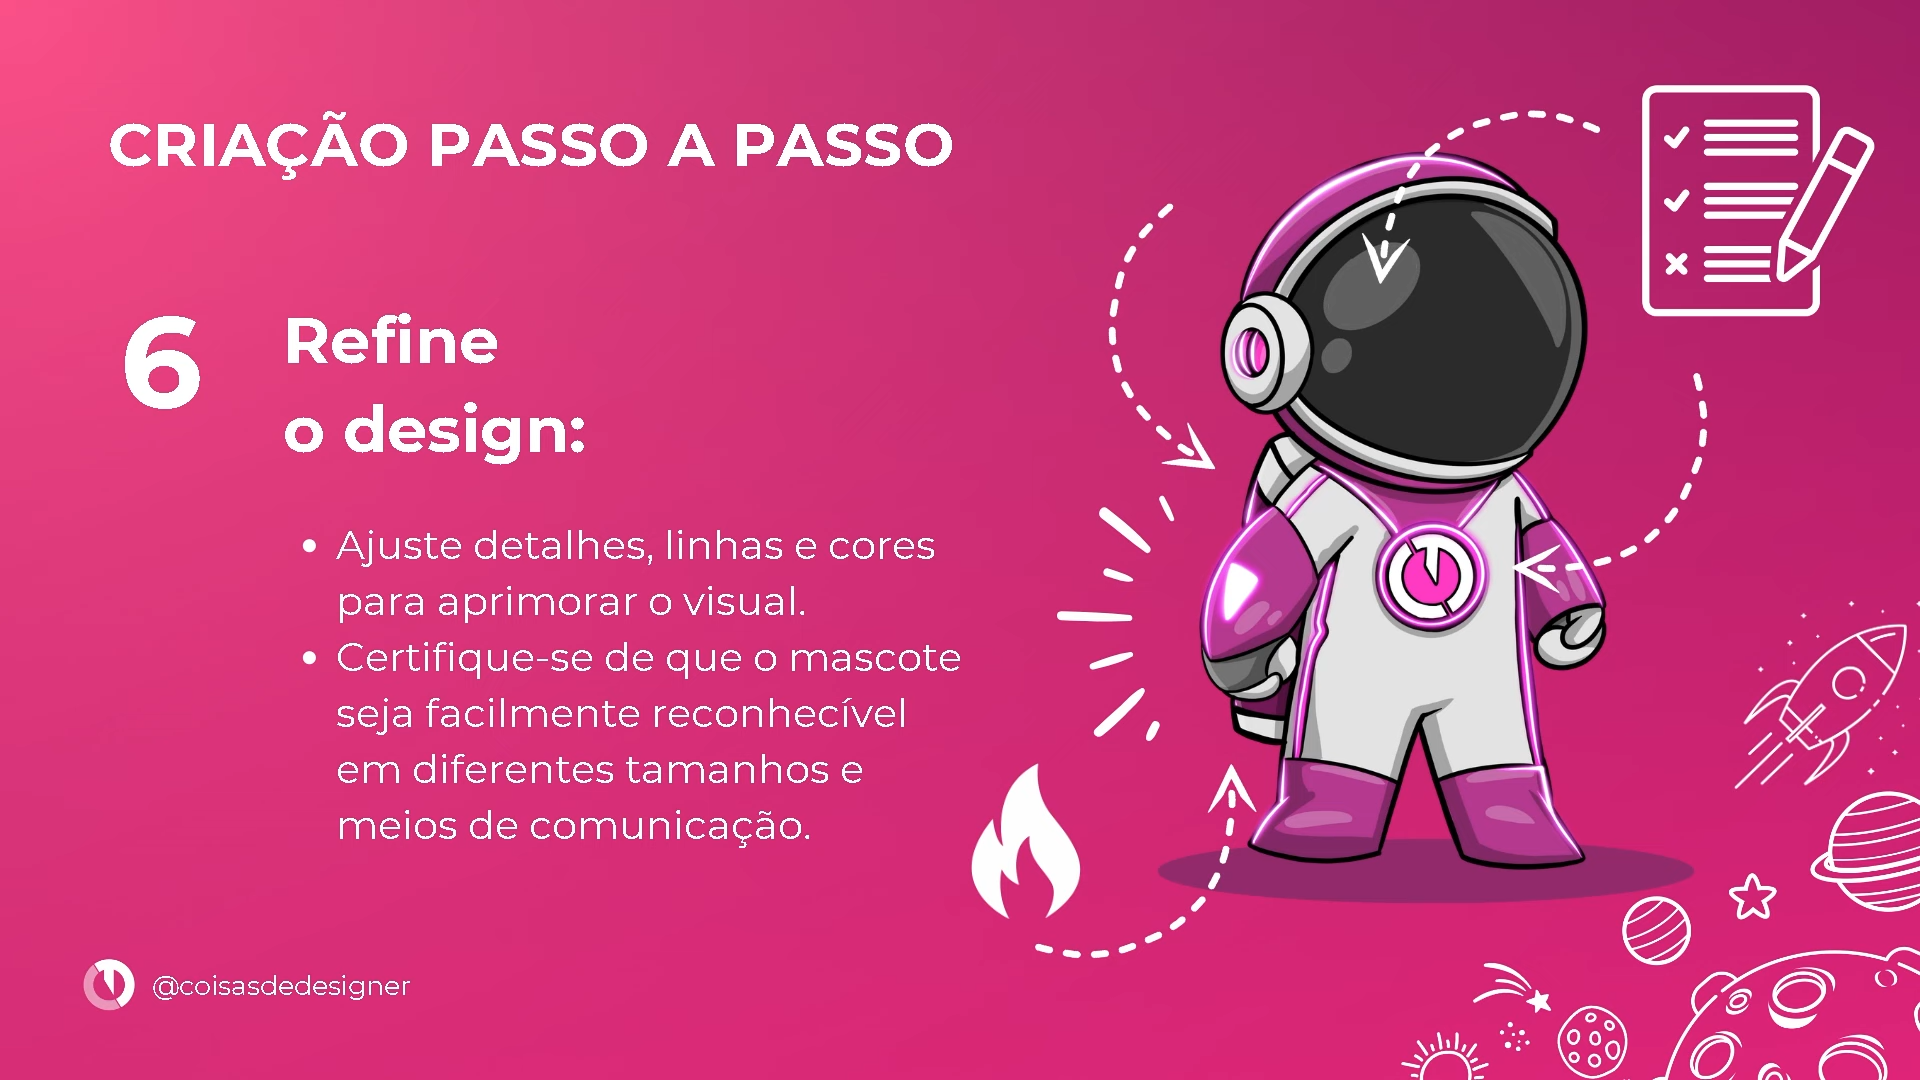 CRIAÇÃO PASSO A PASSO
6
Refine
o design:
• Ajuste detalhes, linhas e cores
para aprimorar o visual.
• Certifique-se de que o mascote
seja facilmente reconhecível
em diferentes tamanhos e
meios de comunicação.
@coisasdedesigner